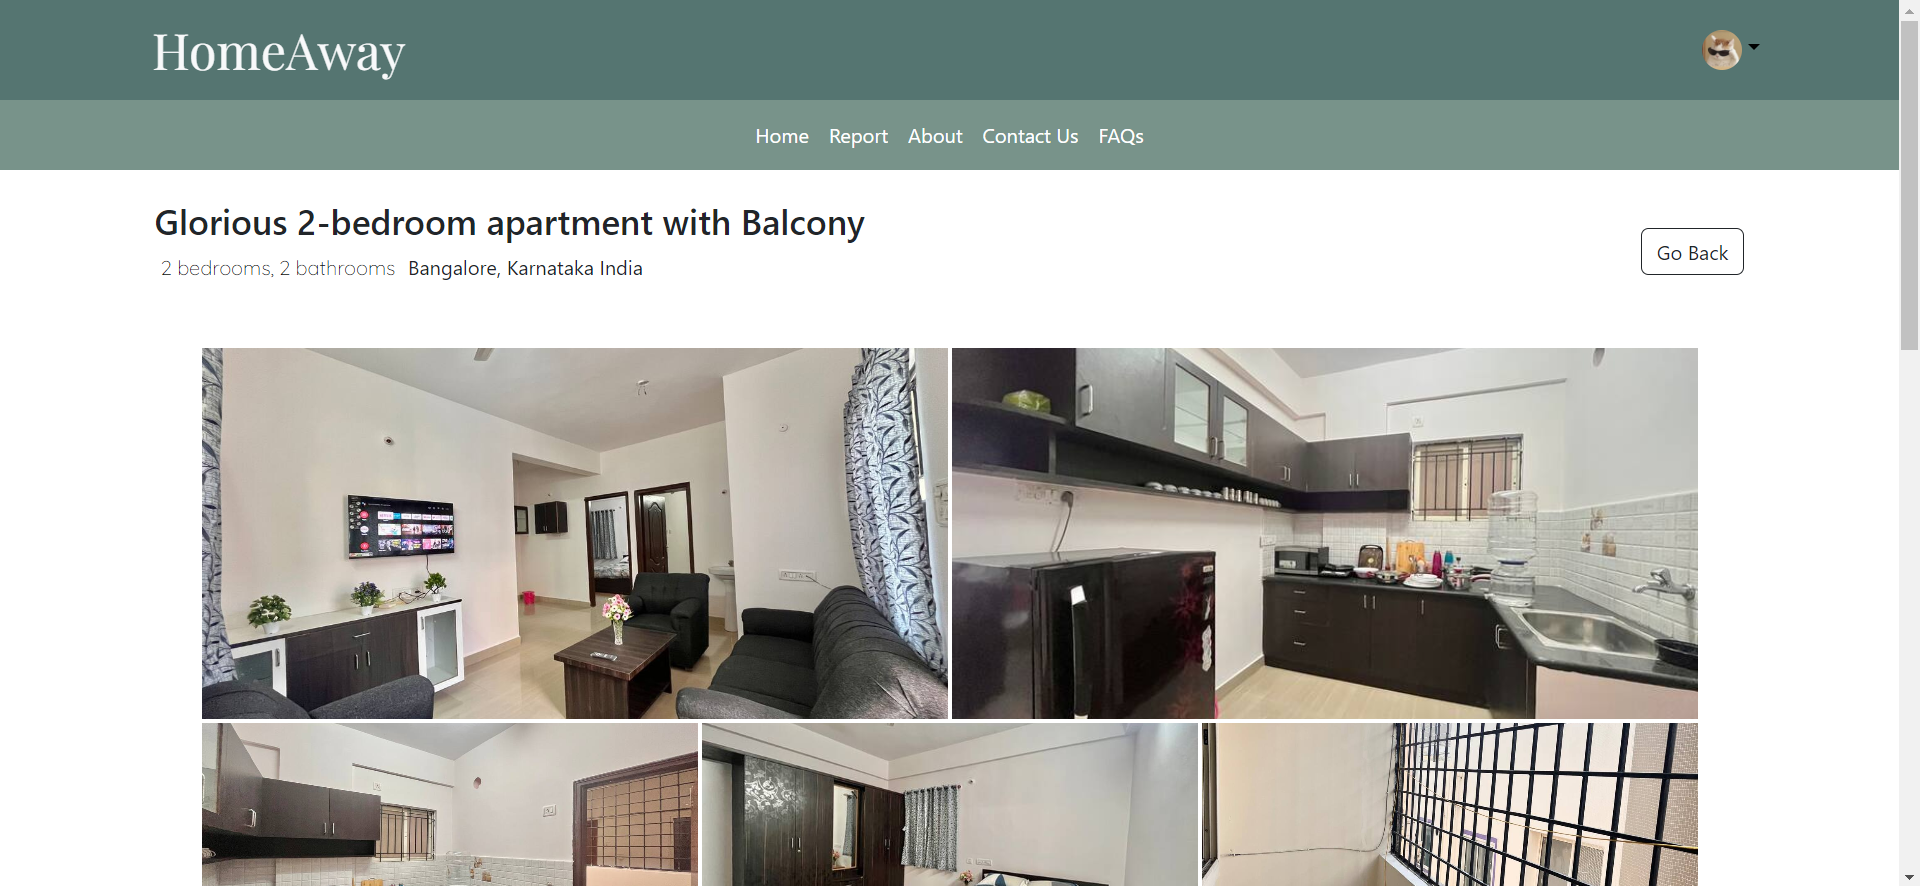 HomeAway
Home Report About Contact Us FAQs
Glorious 2-bedroom apartment with Balcony
2 bedrooms, 2 bathrooms Bangalore, Karnataka India
Go Back